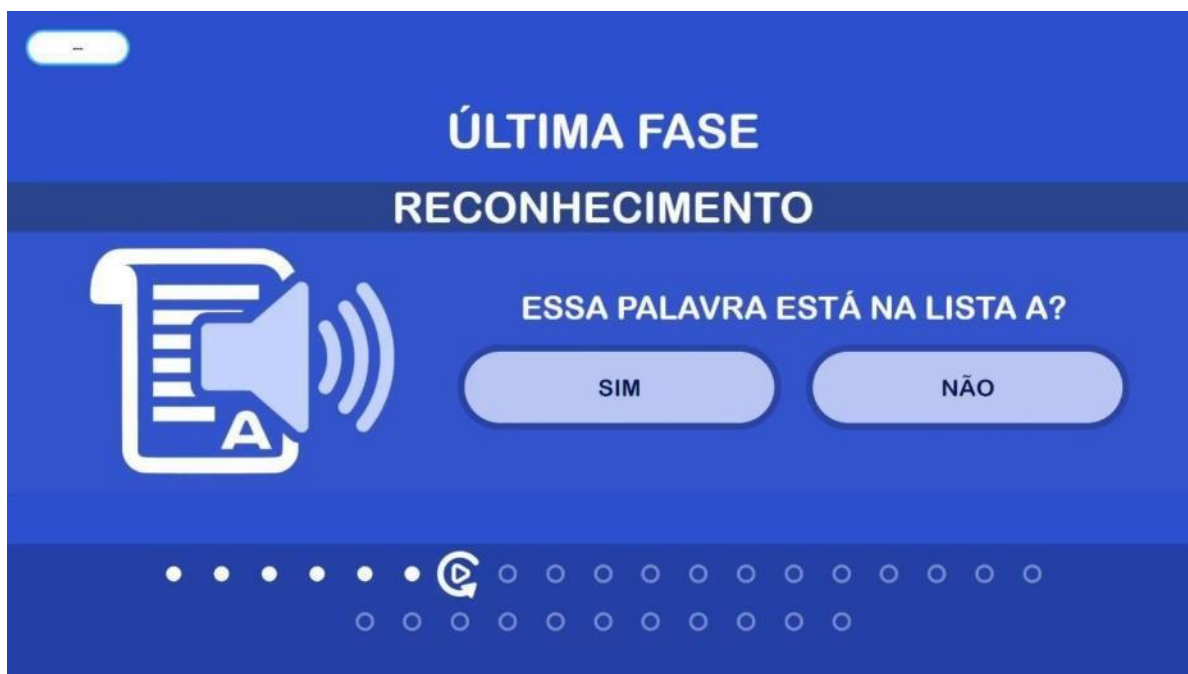 --
ÚLTIMA FASE
RECONHECIMENTO
ESSA PALAVRA ESTÁ NA LISTA A?
A
SIM NÃO